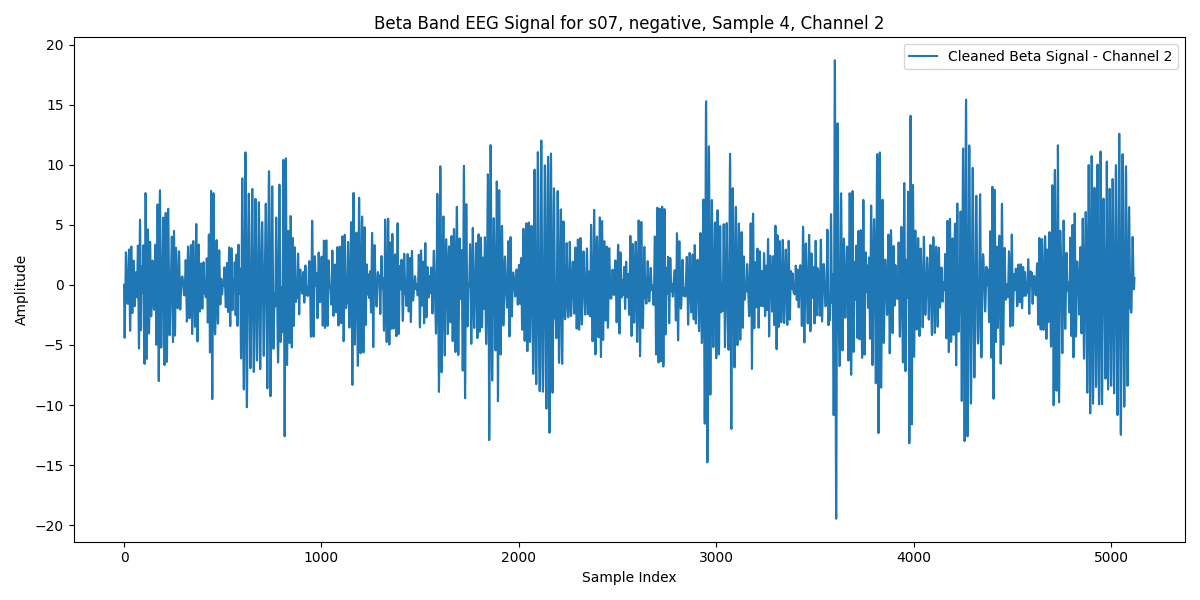 Beta Band EEG Signal for s07, negative, Sample 4, Channel 2
Cleaned Beta Signal - Channel 2
20
15
10
5
0
−5
−10
−15
−20
Amplitude
0 1000 2000 3000 4000 5000
Sample Index